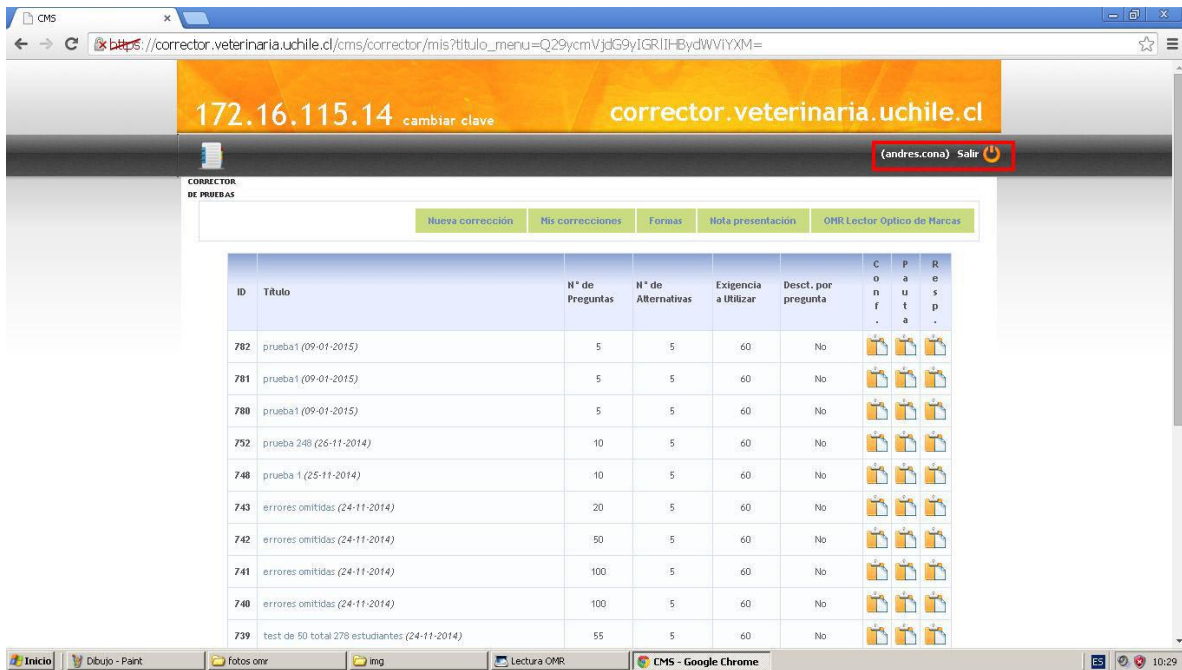 CMS
https://corrector.veterinaria.uchile.cl/cms/corrector/mis?titulo_menu=Q29ycmVjdG9yIGRlIHBydWViYXM=
172.16.115.14 cambiar clave corrector.veterinaria.uchile.cl
(andres.cona) Salir
CORRECTOR
DE PRUEBAS
Nueva corrección Mis correcciones Formas Nota presentación OMR Lector Optico de Marcas
ID Título N° de Preguntas N° de Alternativas Exigencia a Utilizar Desct. por pregunta Conf. Pauta Resp.
782 prueba1 (09-01-2015) 5 5 60 No
781 prueba1 (09-01-2015) 5 5 60 No
780 prueba1 (09-01-2015) 5 5 60 No
752 prueba 248 (26-11-2014) 10 5 60 No
748 prueba 1 (25-11-2014) 10 5 60 No
743 errores omitidas (24-11-2014) 20 5 60 No
742 errores omitidas (24-11-2014) 50 5 60 No
741 errores omitidas (24-11-2014) 100 5 60 No
740 errores omitidas (24-11-2014) 100 5 60 No
739 test de 50 total 278 estudiantes (24-11-2014) 55 5 60 No
Inicio Dibujo - Paint fotos omr img Lectura OMR CMS - Google Chrome ES 10:29